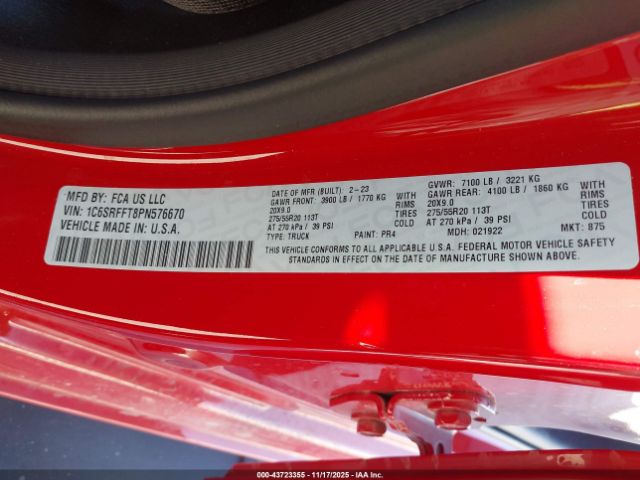 MFD BY: FCA US LLC
VIN: 1C6SRFFT8PN576670
VEHICLE MADE IN: U.S.A.
DATE OF MFR (BUILT): 2-23
GAWR FRONT: 3900 LB / 1770 KG
WITH
20X9.0 RIMS
275/55R20 113T TIRES
AT 270 kPa / 39 PSI COLD
TYPE: TRUCK PAINT: PR4
GVWR: 7100 LB / 3221 KG
GAWR REAR: 4100 LB / 1860 KG
WITH
20X9.0 RIMS
275/55R20 113T TIRES
AT 270 kPa / 39 PSI COLD
MDH: 021922 MKT: 875
THIS VEHICLE CONFORMS TO ALL APPLICABLE U.S.A. FEDERAL MOTOR VEHICLE SAFETY
STANDARDS IN EFFECT ON THE DATE OF MANUFACTURE SHOWN ABOVE.
000-43723355 - 11/17/2025 - IAA Inc.